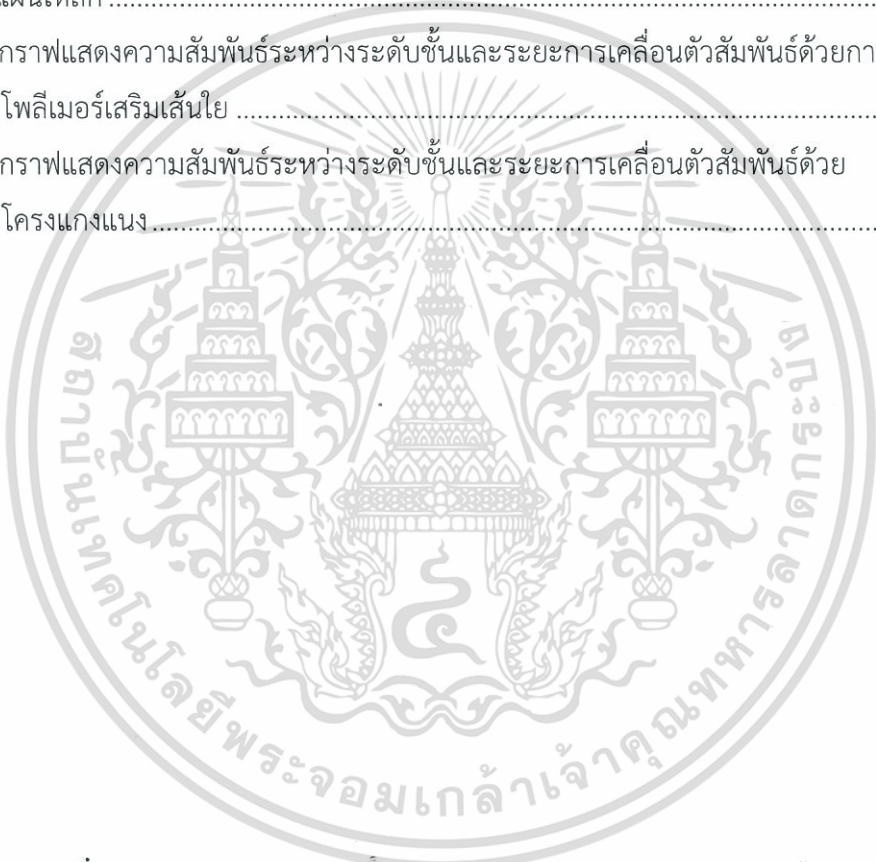 กราฟแสดงความสัมพันธ์ระหว่างระดับชั้นและระยะการเคลื่อนตัวสัมพันธ์ด้วยกา
โพลีเมอร์เสริมเส้นใย ........................................................................
กราฟแสดงความสัมพันธ์ระหว่างระดับชั้นและระยะการเคลื่อนตัวสัมพันธ์ด้วย
โครงแกงแนง ........................................................................
สถาบันเทคโนโลยีพระจอมเกล้าเจ้าคุณทหารลาดกระบัง
๔